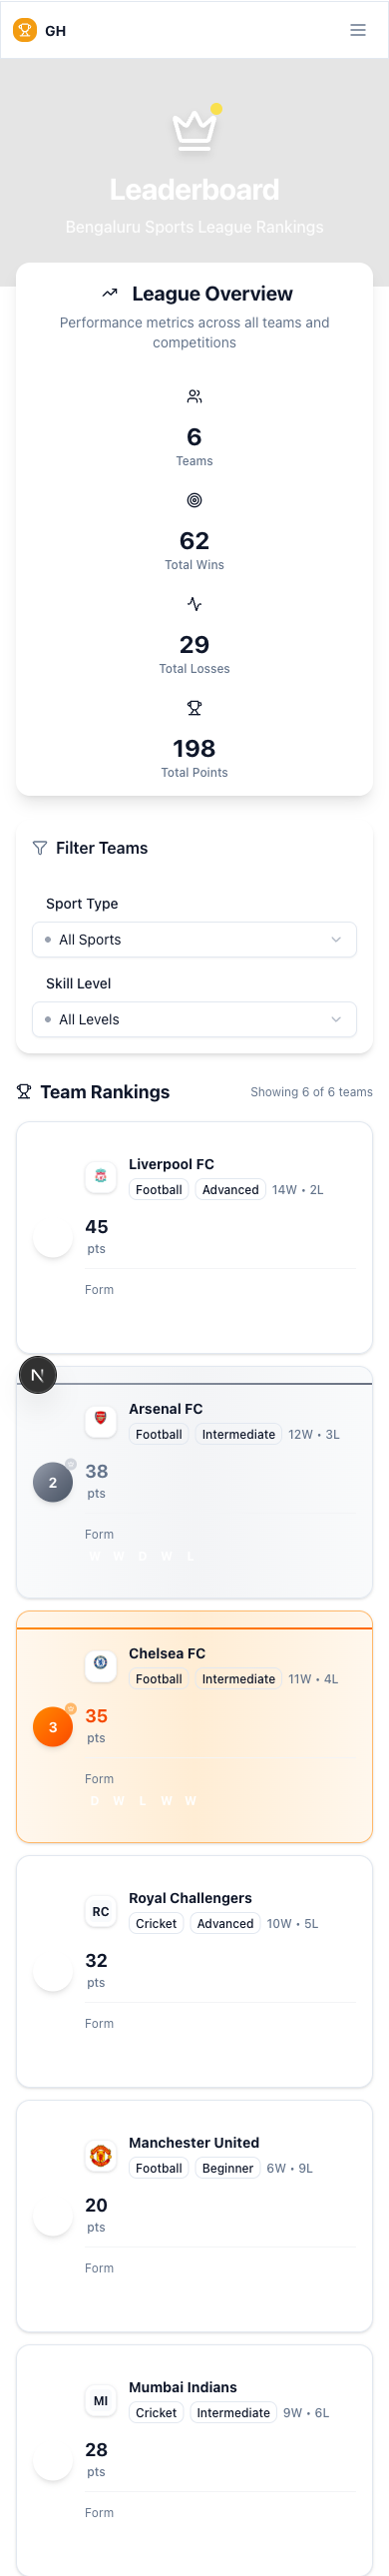 GH
Leaderboard
Bengaluru Sports League Rankings
League Overview
Performance metrics across all teams and
competitions
6
Teams
62
Total Wins
29
Total Losses
198
Total Points
Filter Teams
Sport Type
All Sports
Skill Level
All Levels
Team Rankings
Showing 6 of 6 teams
Liverpool FC
Football Advanced 14W • 2L
45
pts
Form
N
Arsenal FC
Football Intermediate 12W • 3L
2
38
pts
Form
W W D W L
Chelsea FC
Football Intermediate 11W • 4L
3
35
pts
Form
D W L W W
RC
Royal Challengers
Cricket Advanced 10W • 5L
32
pts
Form
Manchester United
Football Beginner 6W • 9L
20
pts
Form
MI
Mumbai Indians
Cricket Intermediate 9W • 6L
28
pts
Form